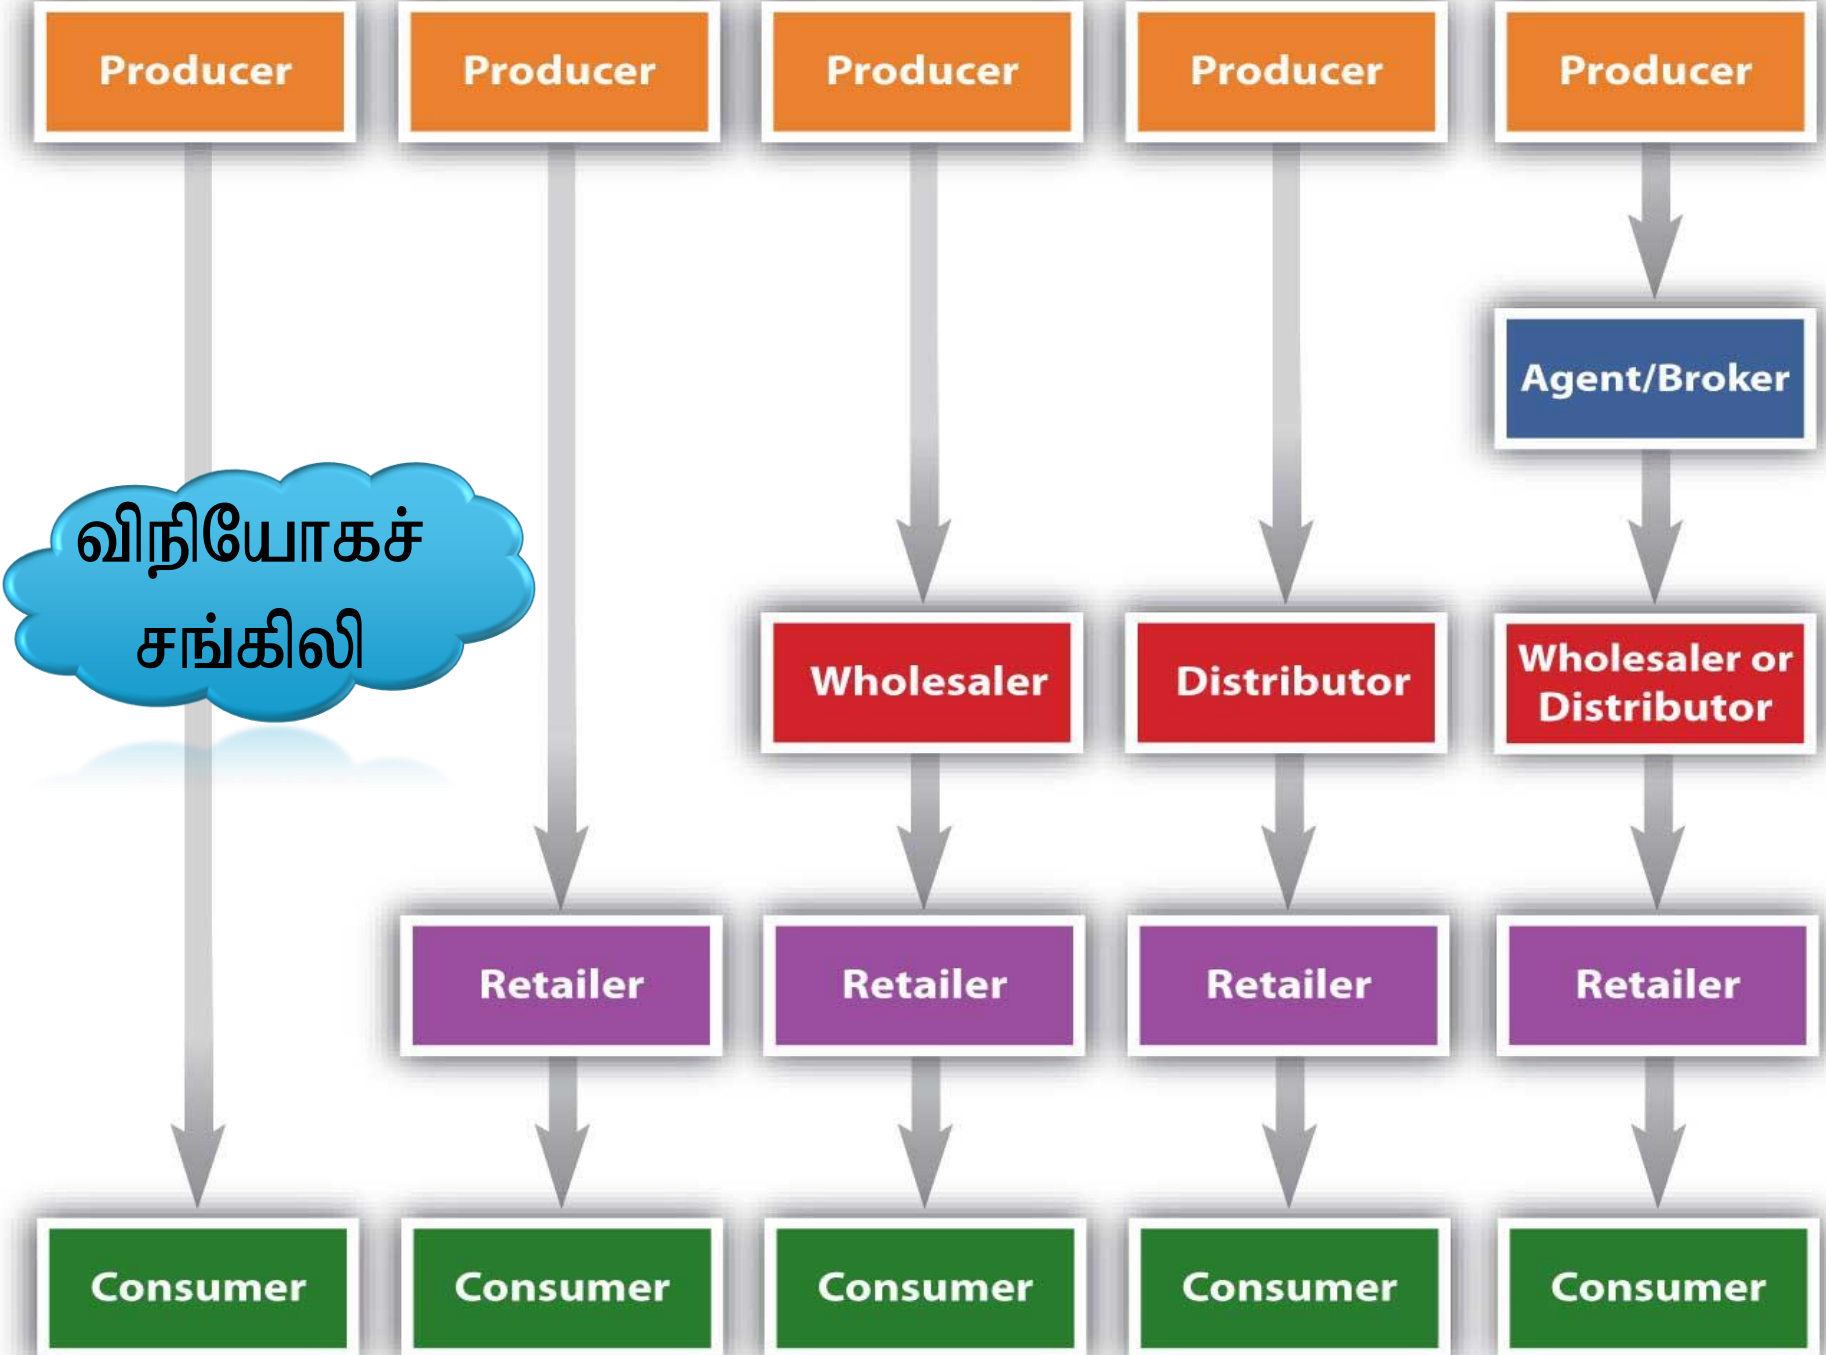 Producer
Producer
Producer
Producer
Producer
Agent/Broker
விநியோகச்
சங்கிலி
Wholesaler
Distributor
Wholesaler or
Distributor
Retailer
Retailer
Retailer
Retailer
Consumer
Consumer
Consumer
Consumer
Consumer